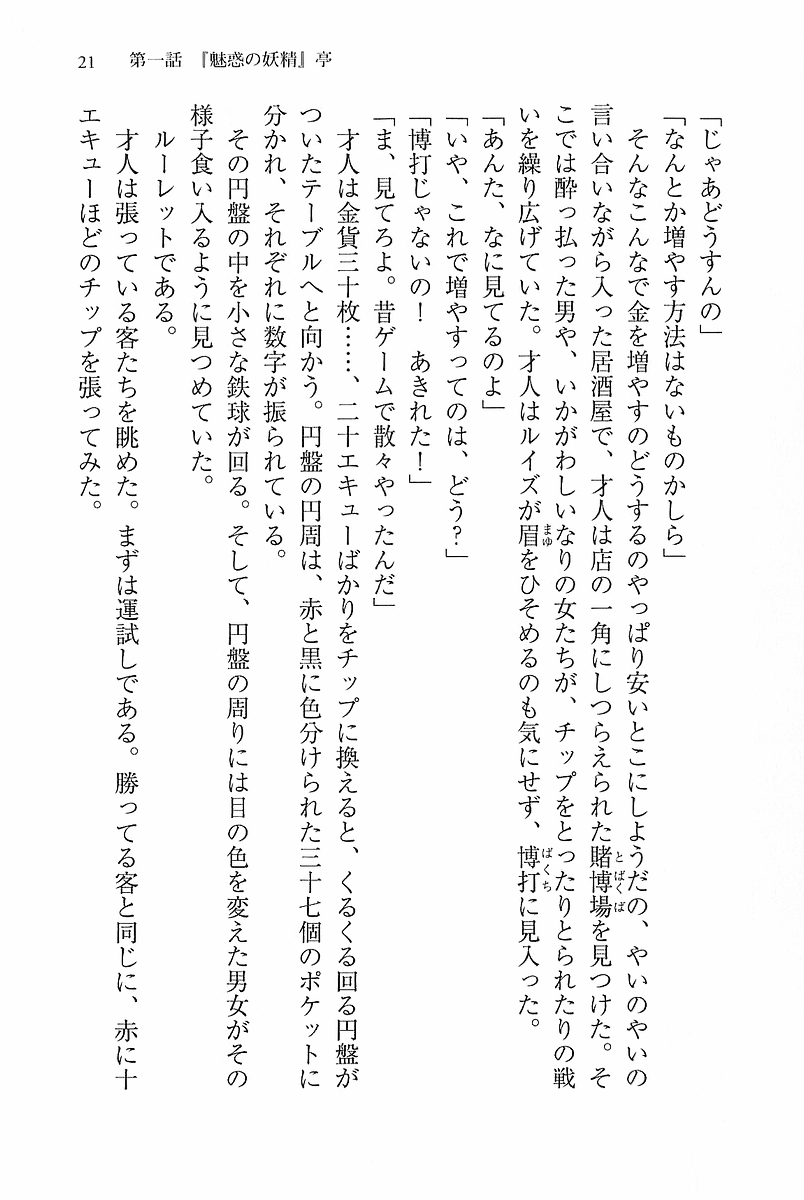 21　第一話　『魅惑の妖精』亭
「じゃあどうすんの」
「なんとか増やす方法はないものかしら」
　そんなこんなで金を増やすのどうするのやっぱり安いとこにしようだの、やいのやいの
言い合いながら入った居酒屋で、才人は店の一角にしつらえられた賭博場を見つけた。そ
こでは酔っ払った男や、いかがわしいなりの女たちが、チップをとったりとられたりの戦
いを繰り広げていた。才人はルイズが眉をひそめるのも気にせず、博打に見入った。
「あんた、なに見てるのよ」
「いや、これで増やすってのは、どう？」
「博打じゃないの！　あきれた！」
「ま、見てろよ。昔ゲームで散々やったんだ」
　才人は金貨三十枚……、二十エキューばかりをチップに換えると、くるくる回る円盤が
ついたテーブルへと向かう。円盤の円周は、赤と黒に色分けられた三十七個のポケットに
分かれ、それぞれに数字が振られている。
　その円盤の中を小さな鉄球が回る。そして、円盤の周りには目の色を変えた男女がその
様子食い入るように見つめていた。
　ルーレットである。
　才人は張っている客たちを眺めた。まずは運試しである。勝ってる客と同じに、赤に十
エキューほどのチップを張ってみた。